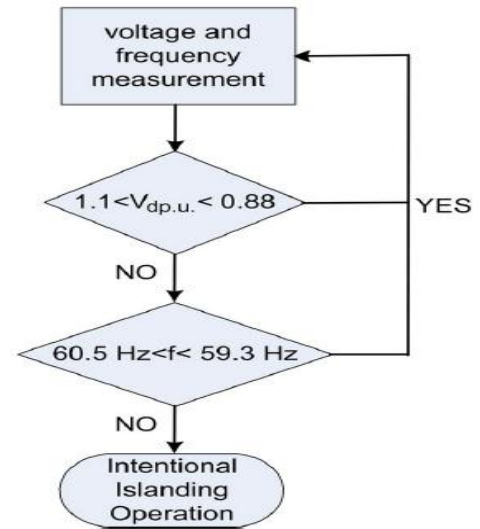 voltage and
frequency
measurement
1.1<Vdp.u.< 0.88
YES
NO
60.5 Hz<f< 59.3 Hz
NO
Intentional
Islanding
Operation